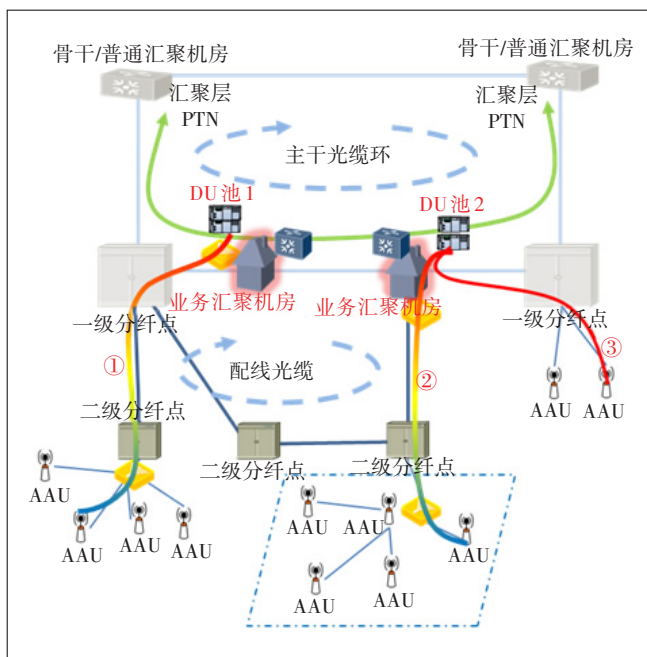 骨干/普通汇聚机房
骨干/普通汇聚机房
汇聚层
PTN
汇聚层
PTN
主干光缆环
DU池1
DU池2
业务汇聚机房
业务汇聚机房
一级分纤点
一级分纤点
①
配线光缆
②
③
AAU
AAU
二级分纤点
二级分纤点
二级分纤点
AAU
AAU
AAU
AAU
AAU
AAU
AAU
AAU
AAU